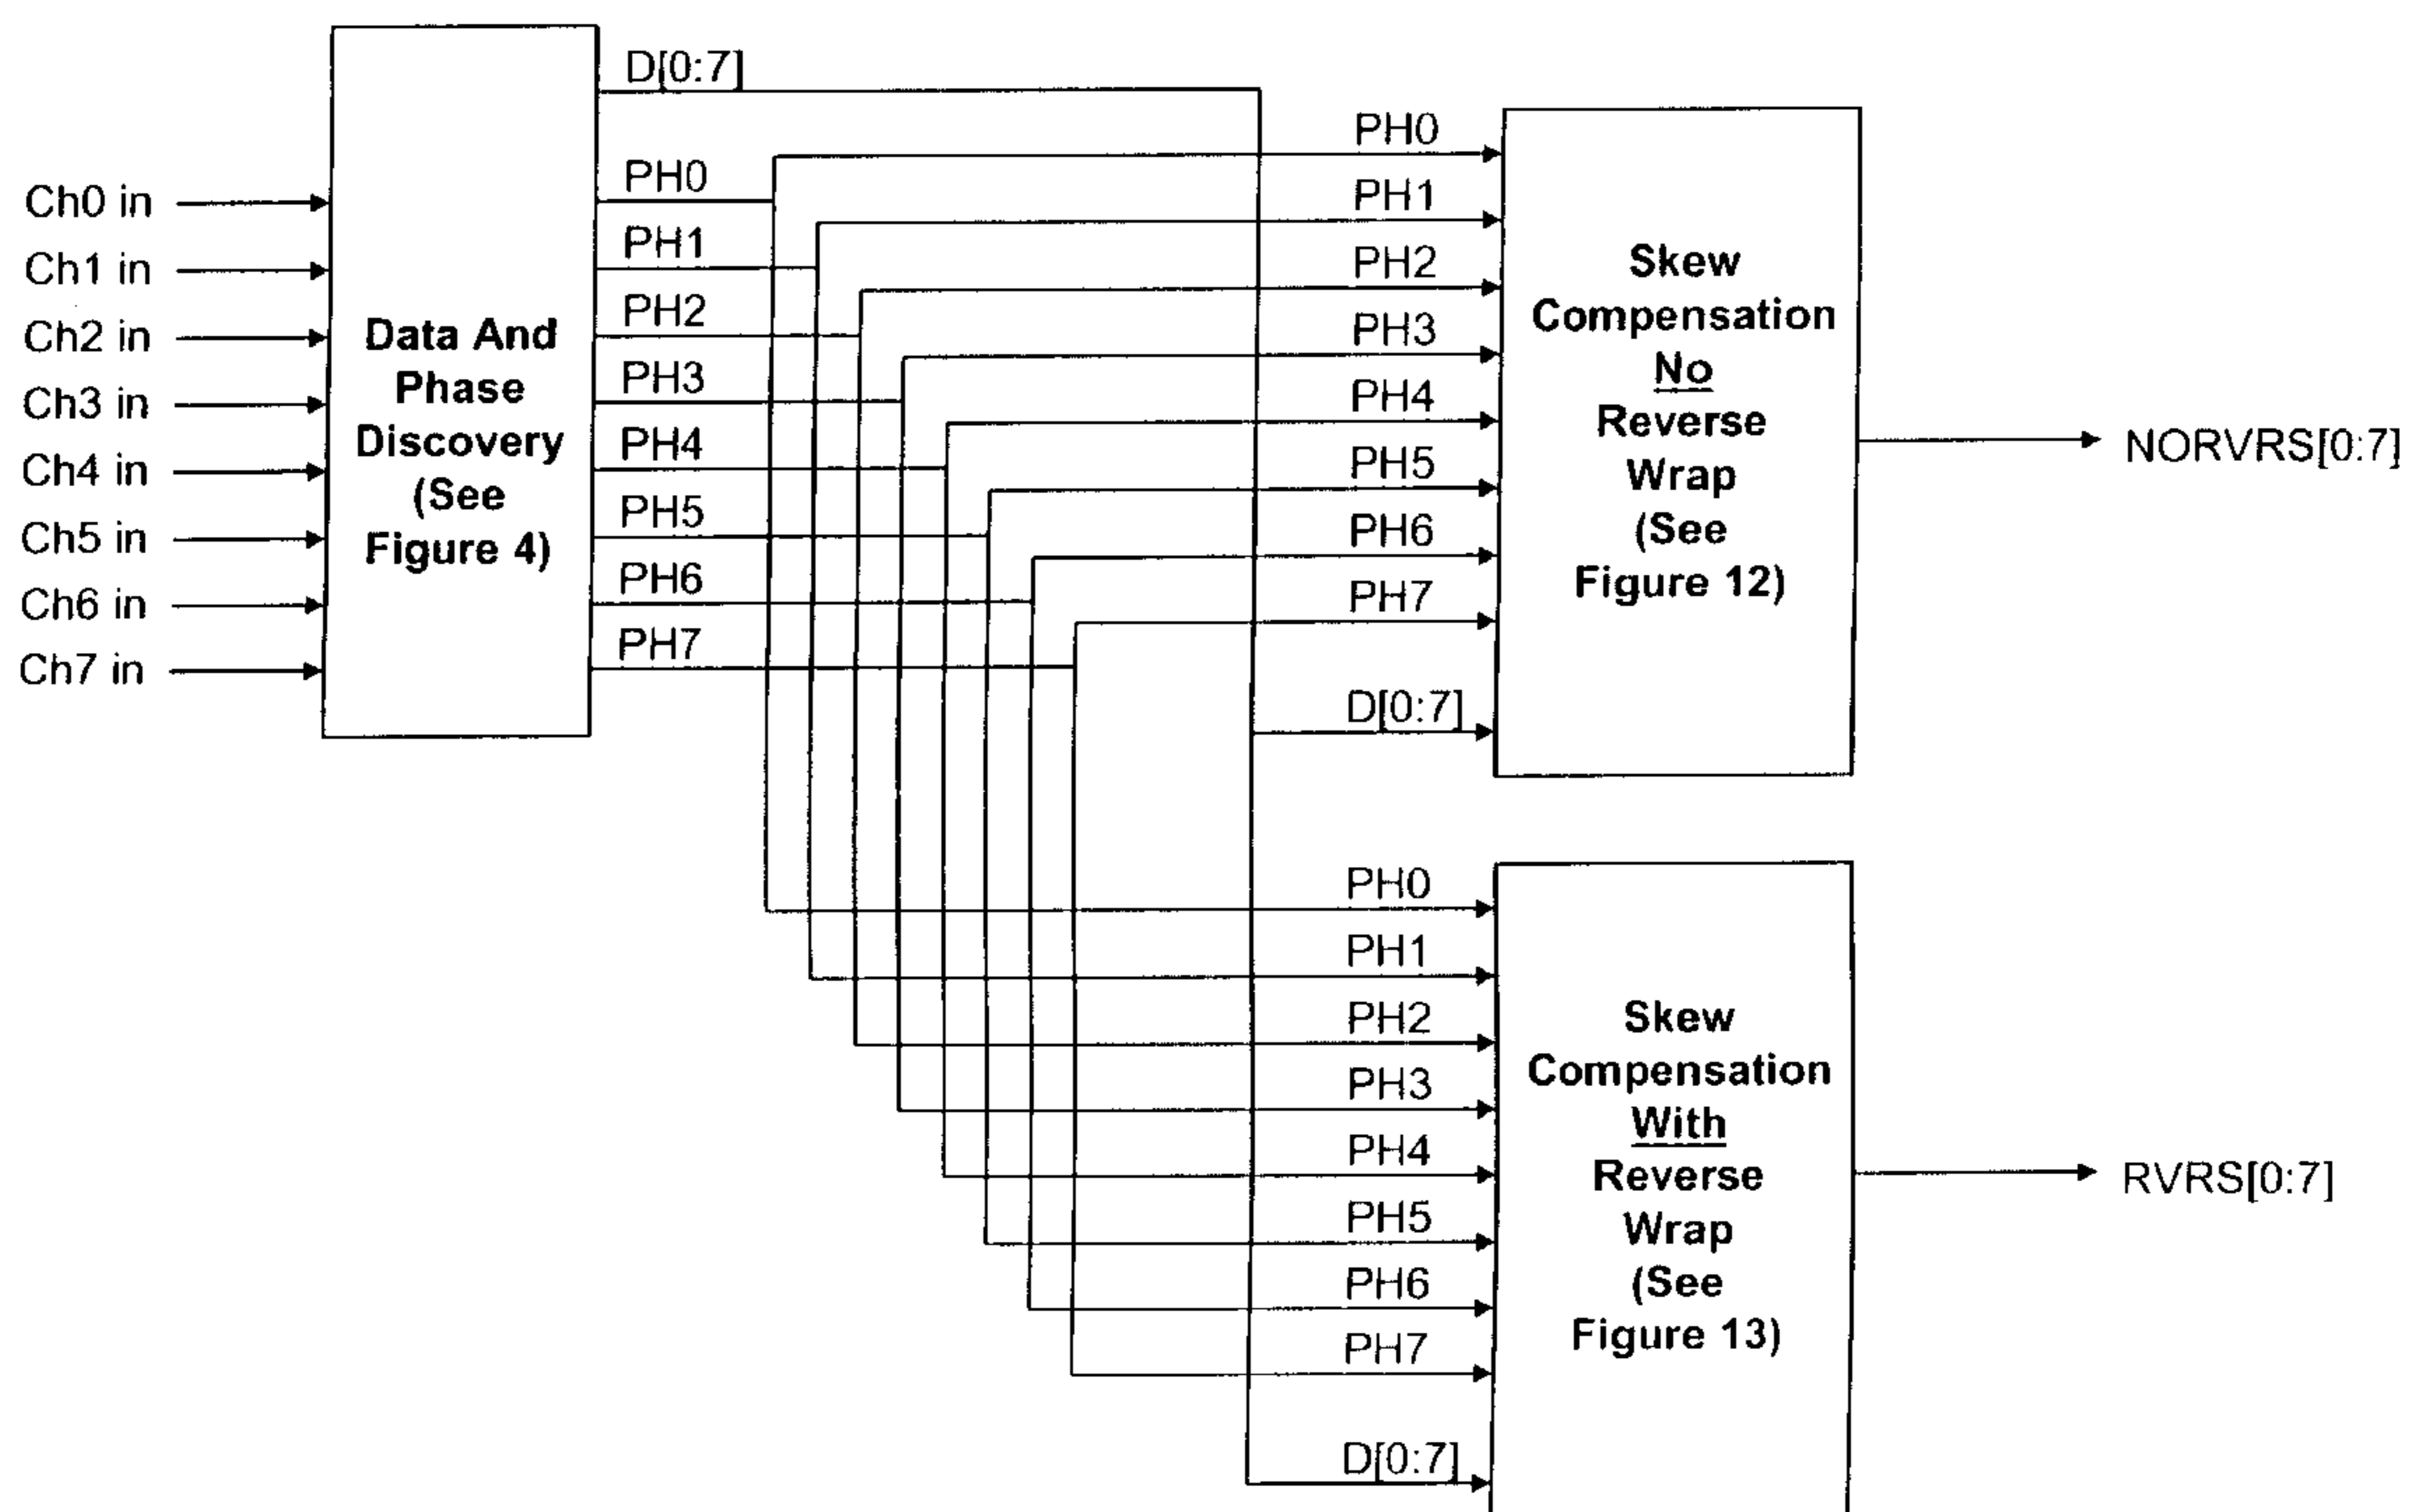 D[0:7]
Ch0 in
Ch1 in
Ch2 in
Ch3 in
Ch4 in
Ch5 in
Ch6 in
Ch7 in
Data And
Phase
Discovery
(See
Figure 4)
PH0
PH1
PH2
PH3
PH4
PH5
PH6
PH7
PH0
PH1
PH2
PH3
PH4
PH5
PH6
PH7
D[0:7]
Skew
Compensation
No
Reverse
Wrap
(See
Figure 12)
NORVRS[0:7]
PH0
PH1
PH2
PH3
PH4
PH5
PH6
PH7
D[0:7]
Skew
Compensation
With
Reverse
Wrap
(See
Figure 13)
RVRS[0:7]